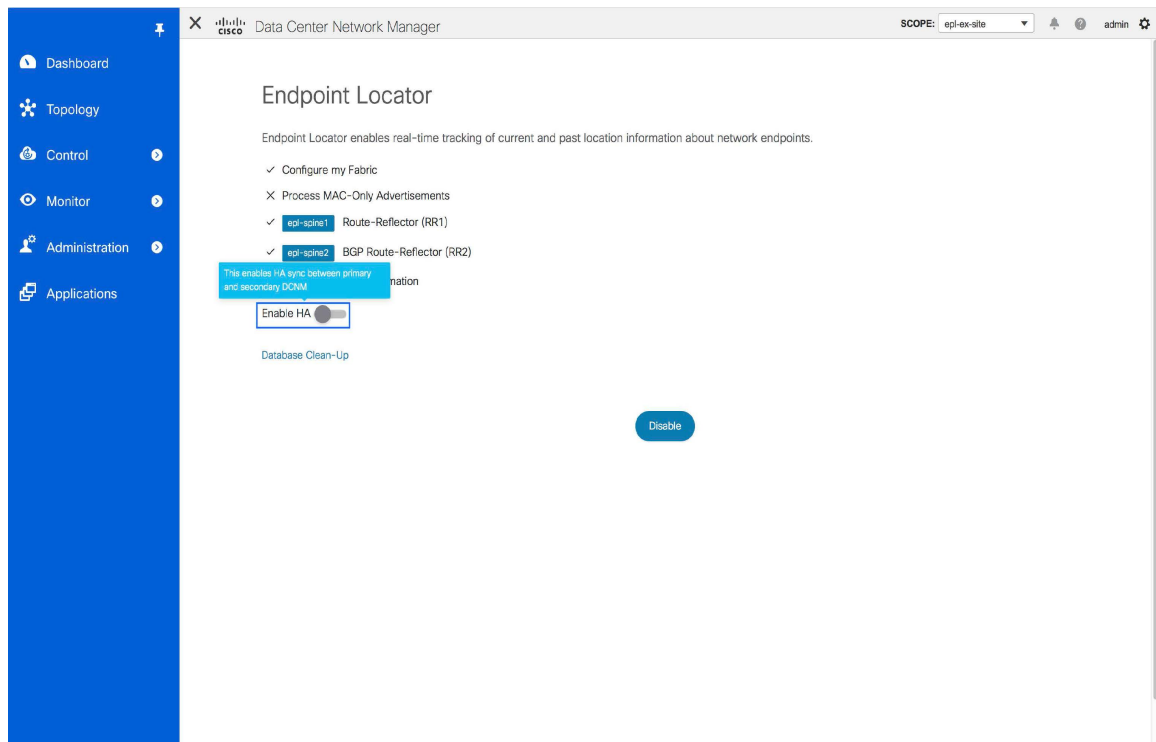 cisco Data Center Network Manager
SCOPE: epl-ex-site
admin
Dashboard
Topology
Control
Monitor
Administration
Applications
Endpoint Locator
Endpoint Locator enables real-time tracking of current and past location information about network endpoints.
Configure my Fabric
Process MAC-Only Advertisements
epl-spine1 Route-Reflector (RR1)
epl-spine2 BGP Route-Reflector (RR2)
This enables HA sync between primary
and secondary DCNM
mation
Enable HA
Database Clean-Up
Disable